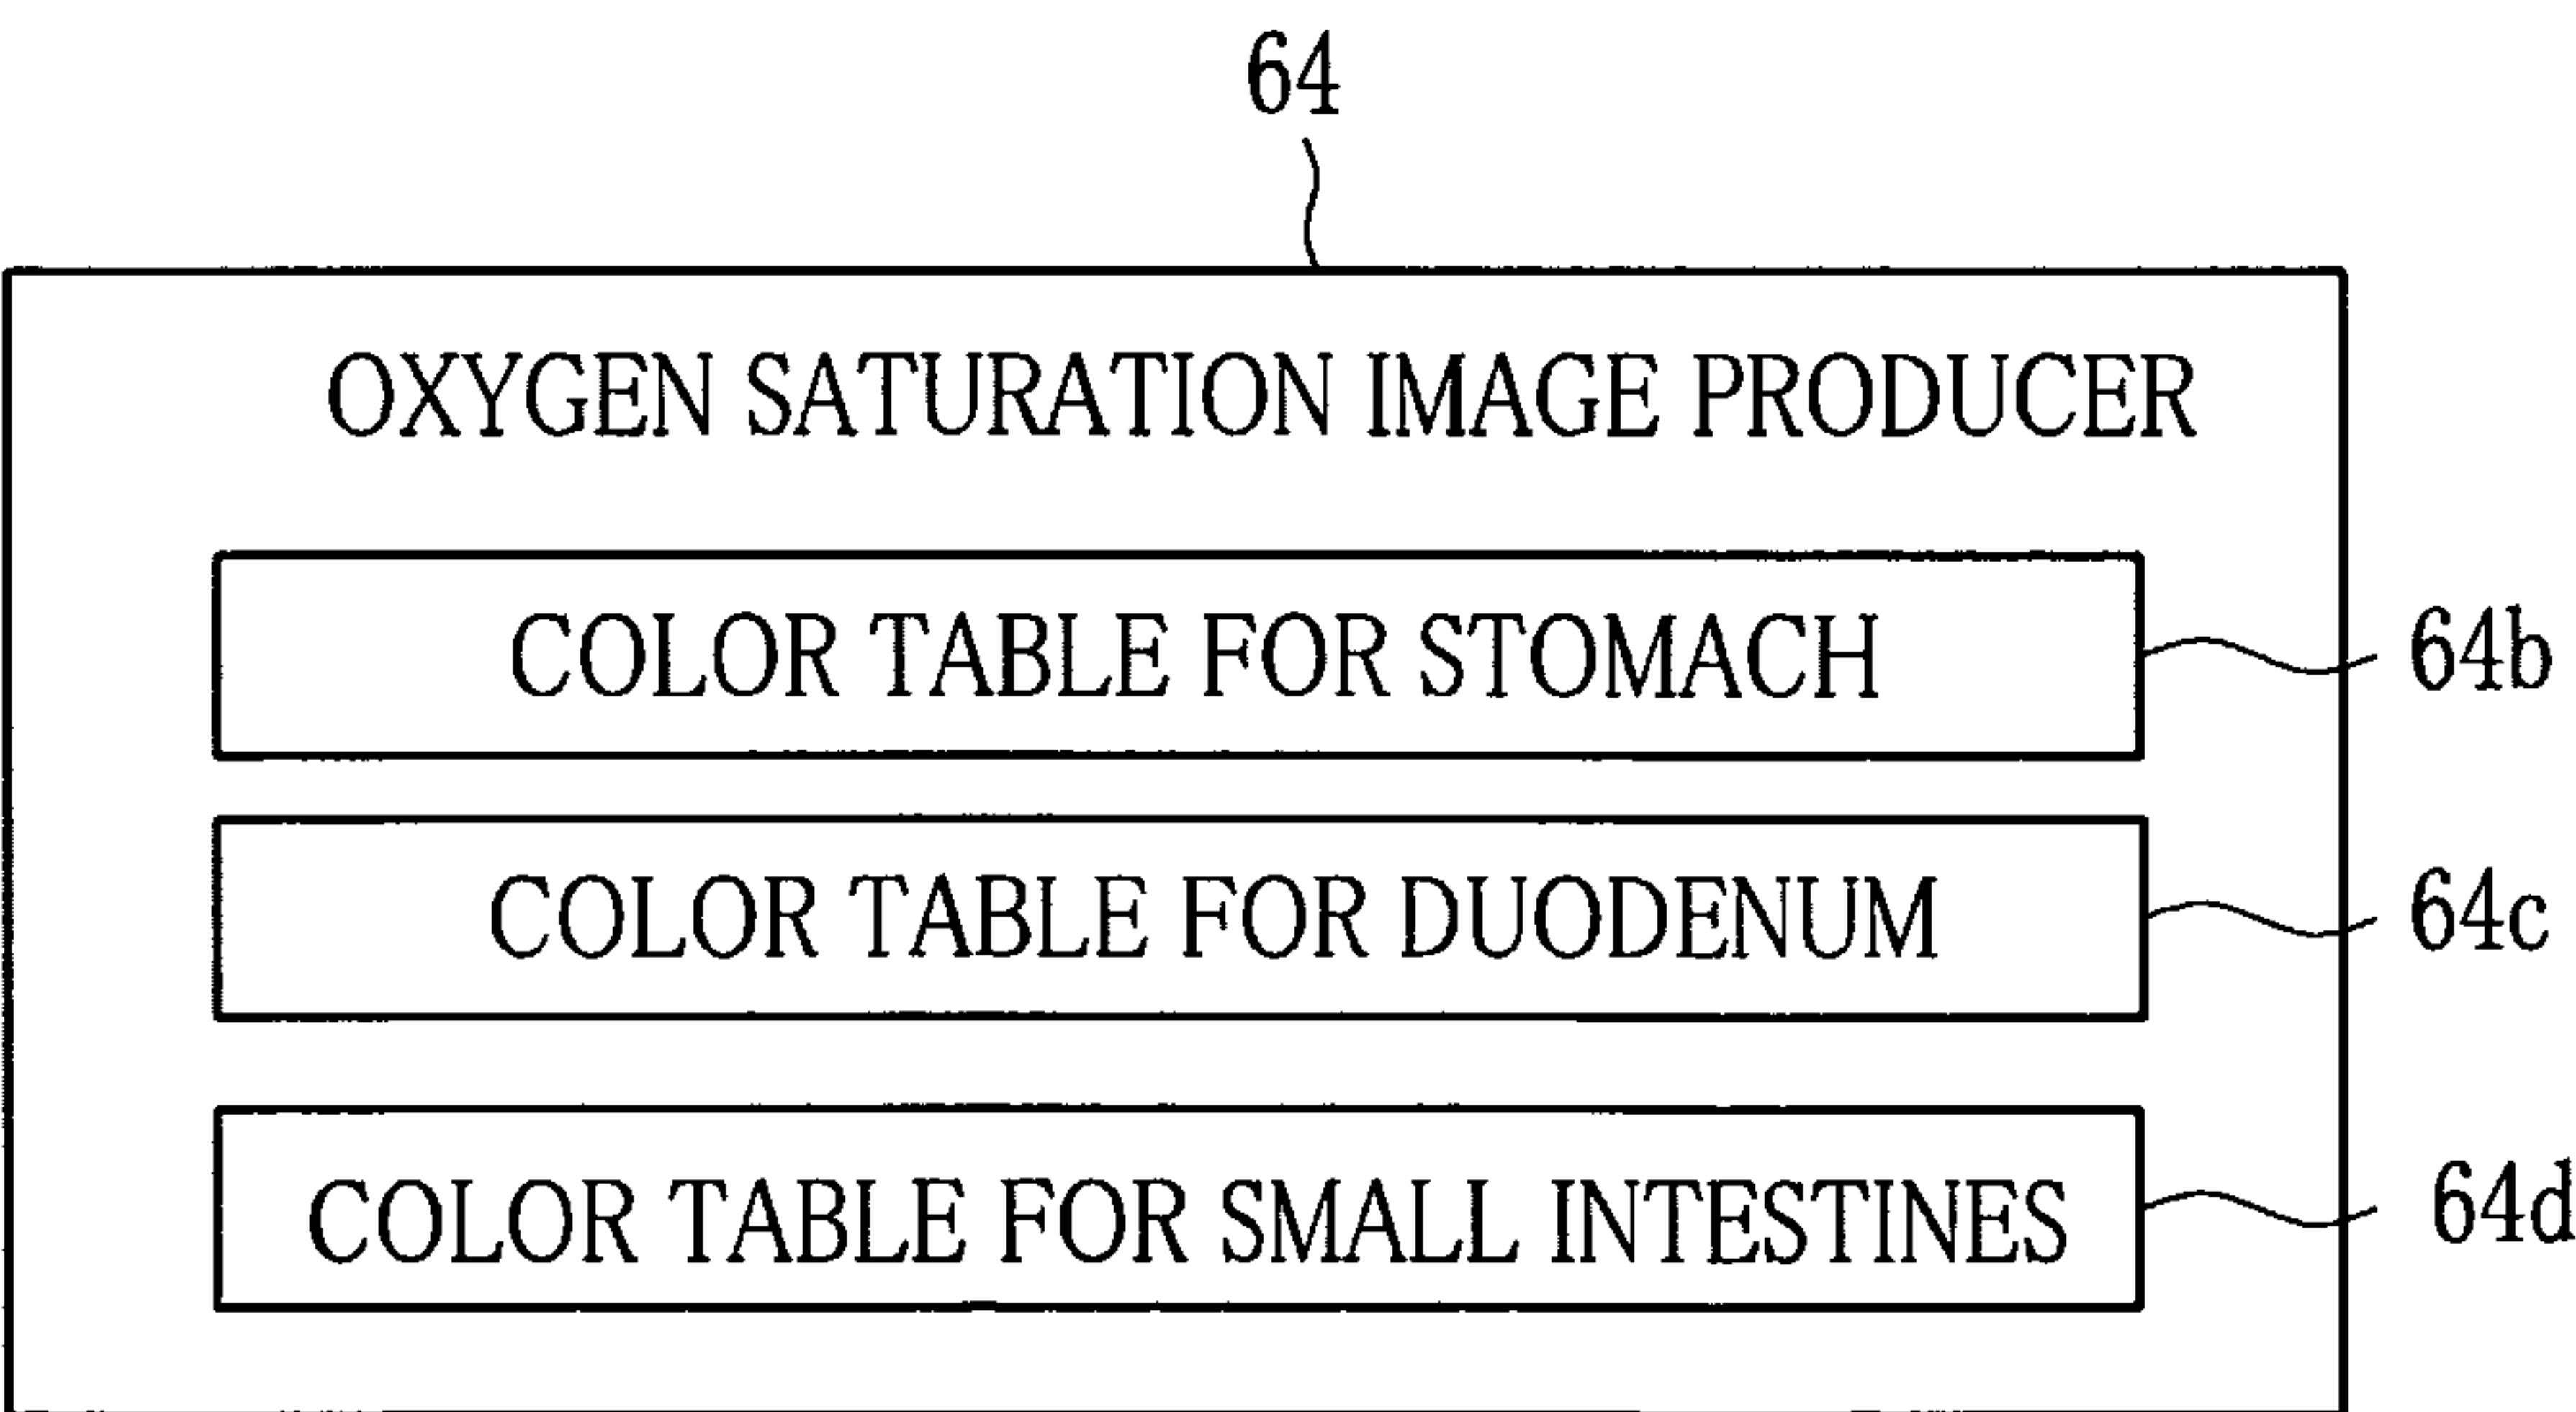 64
OXYGEN SATURATION IMAGE PRODUCER
COLOR TABLE FOR STOMACH
64b
COLOR TABLE FOR DUODENUM
64c
COLOR TABLE FOR SMALL INTESTINES
64d